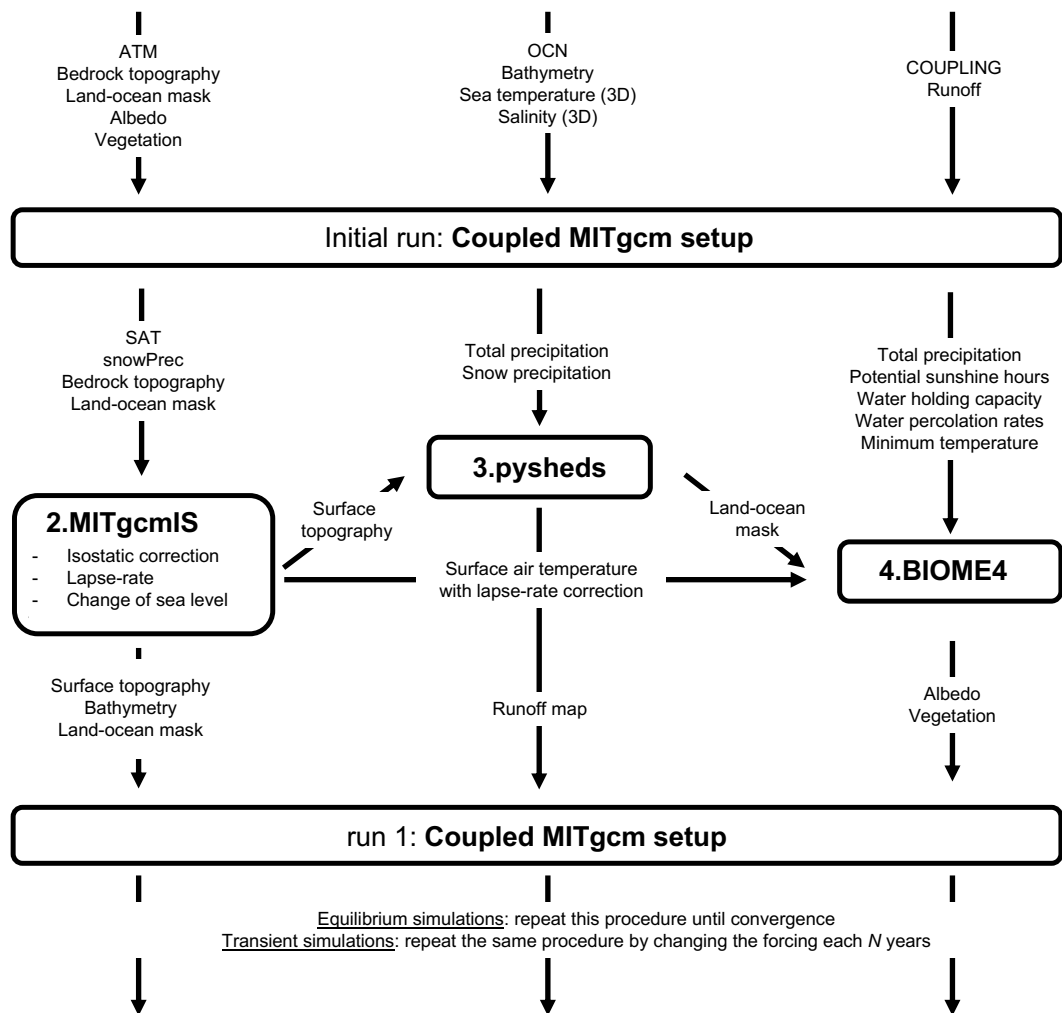 ATM
Bedrock topography
Land-ocean mask
Albedo
Vegetation
OCN
Bathymetry
Sea temperature (3D)
Salinity (3D)
COUPLING
Runoff
Initial run: Coupled MITgcm setup
SAT
snowPrec
Bedrock topography
Land-ocean mask
Total precipitation
Snow precipitation
Total precipitation
Potential sunshine hours
Water holding capacity
Water percolation rates
Minimum temperature
3.pysheds
2.MITgcmIS
- Isostatic correction
- Lapse-rate
- Change of sea level
Surface
topography
Land-ocean
mask
Surface air temperature
with lapse-rate correction
4.BIOME4
Surface topography
Bathymetry
Land-ocean mask
Runoff map
Albedo
Vegetation
run 1: Coupled MITgcm setup
Equilibrium simulations: repeat this procedure until convergence
Transient simulations: repeat the same procedure by changing the forcing each N years